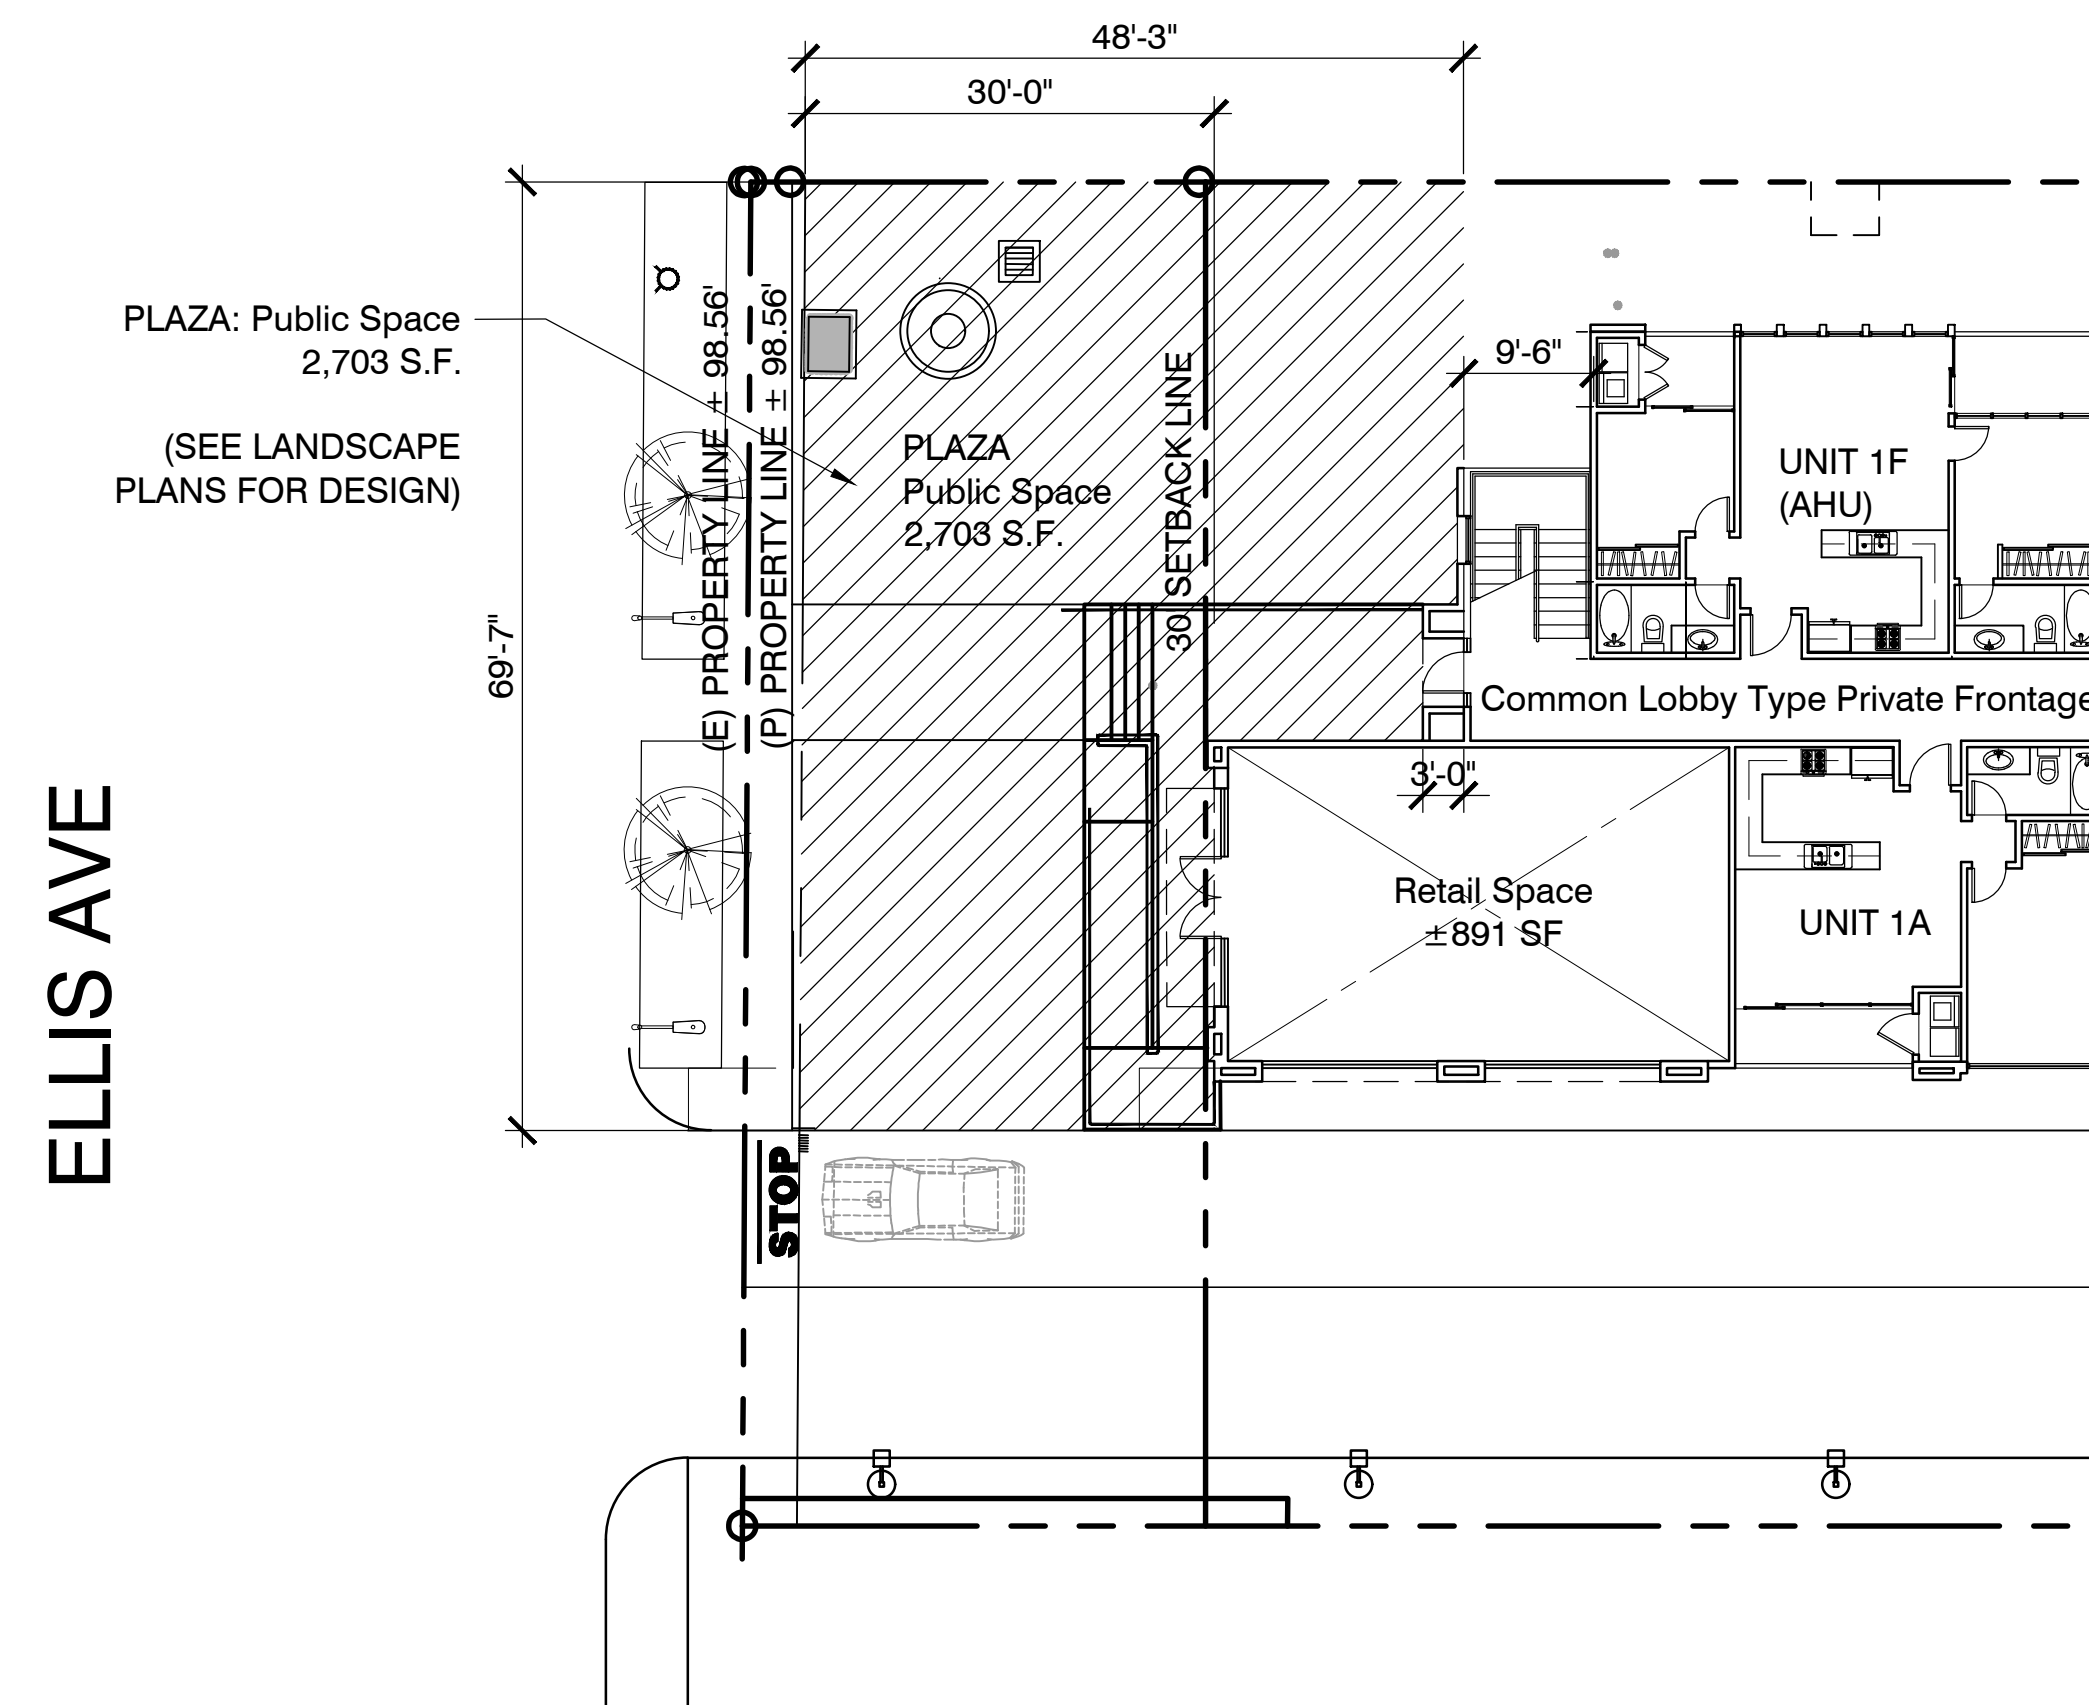 48'-3"
30'-0"
PLAZA: Public Space
2,703 S.F.
(SEE LANDSCAPE
PLANS FOR DESIGN)
69'-7"
(E) PROPERTY LINE ± 98.56'
(P) PROPERTY LINE ± 98.56'
PLAZA
Public Space
2,703 S.F.
30' SETBACK LINE
9'-6"
UNIT 1F
(AHU)
Common Lobby Type Private Frontage
3'-0"
Retail Space
±891 SF
UNIT 1A
ELLIS AVE
STOP